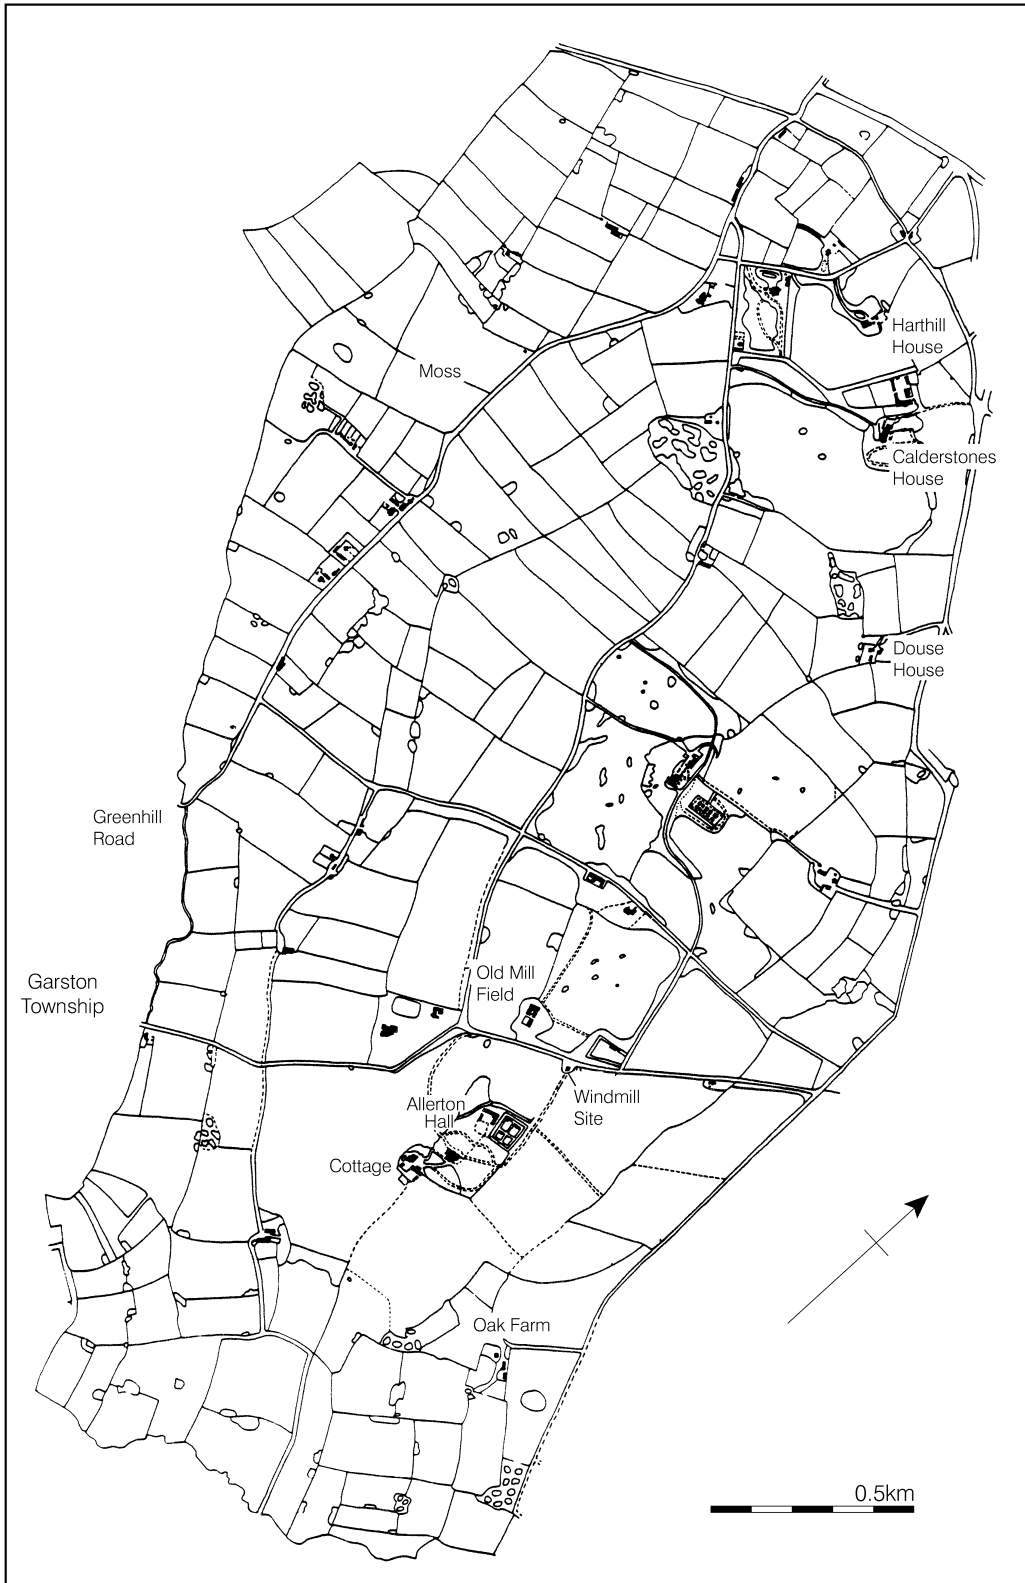 Harthill
House
Moss
Calderstones
House
Douse
House
Greenhill
Road
Old Mill
Field
Garston
Township
Windmill
Site
Allerton
Hall
Cottage
Oak Farm
0.5km